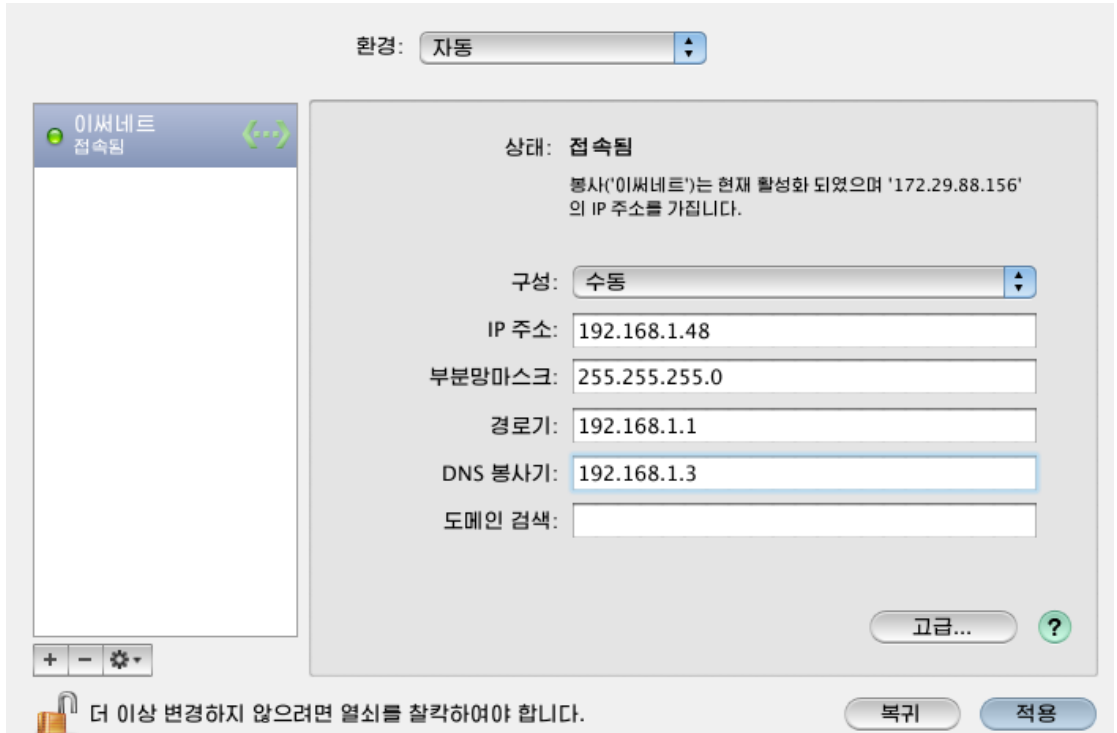 환경: 자동
이써네트
접속됨
상태: 접속됨
봉사('이써네트')는 현재 활성화 되였으며 '172.29.88.156'
의 IP 주소를 가집니다.
구성: 수동
IP 주소: 192.168.1.48
부분망마스크: 255.255.255.0
경로기: 192.168.1.1
DNS 봉사기: 192.168.1.3
도메인 검색:
고급... ?
더 이상 변경하지 않으려면 열쇠를 찰칵하여야 합니다.
복귀 적용